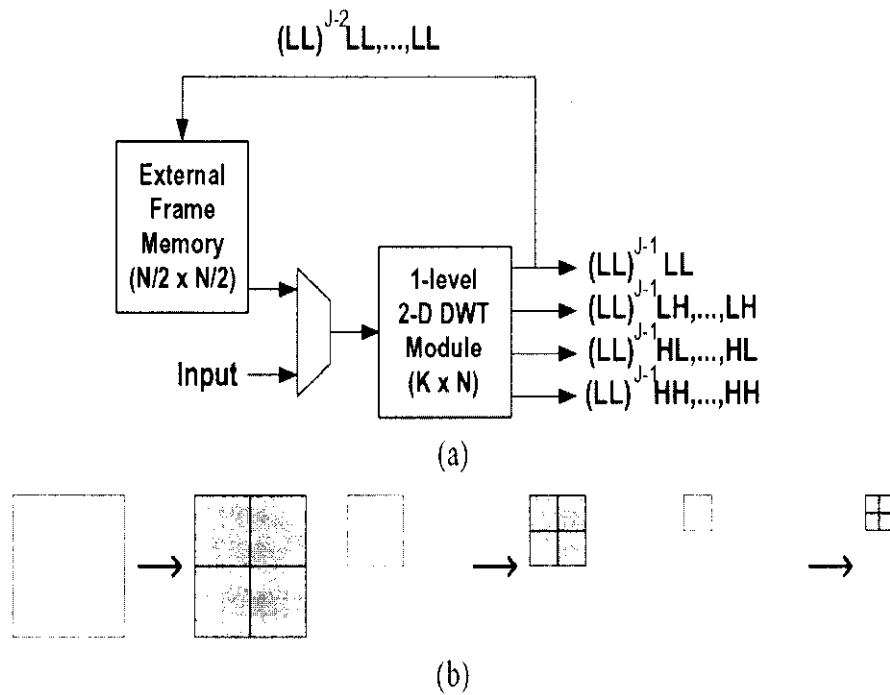 (LL)^J-2 LL,...,LL
External
Frame
Memory
(N/2 x N/2)
Input
1-level
2-D DWT
Module
(K x N)
(LL)^J-1 LL
(LL)^J-1 LH,...,LH
(LL)^J-1 HL,...,HL
(LL)^J-1 HH,...,HH
(a)
(b)